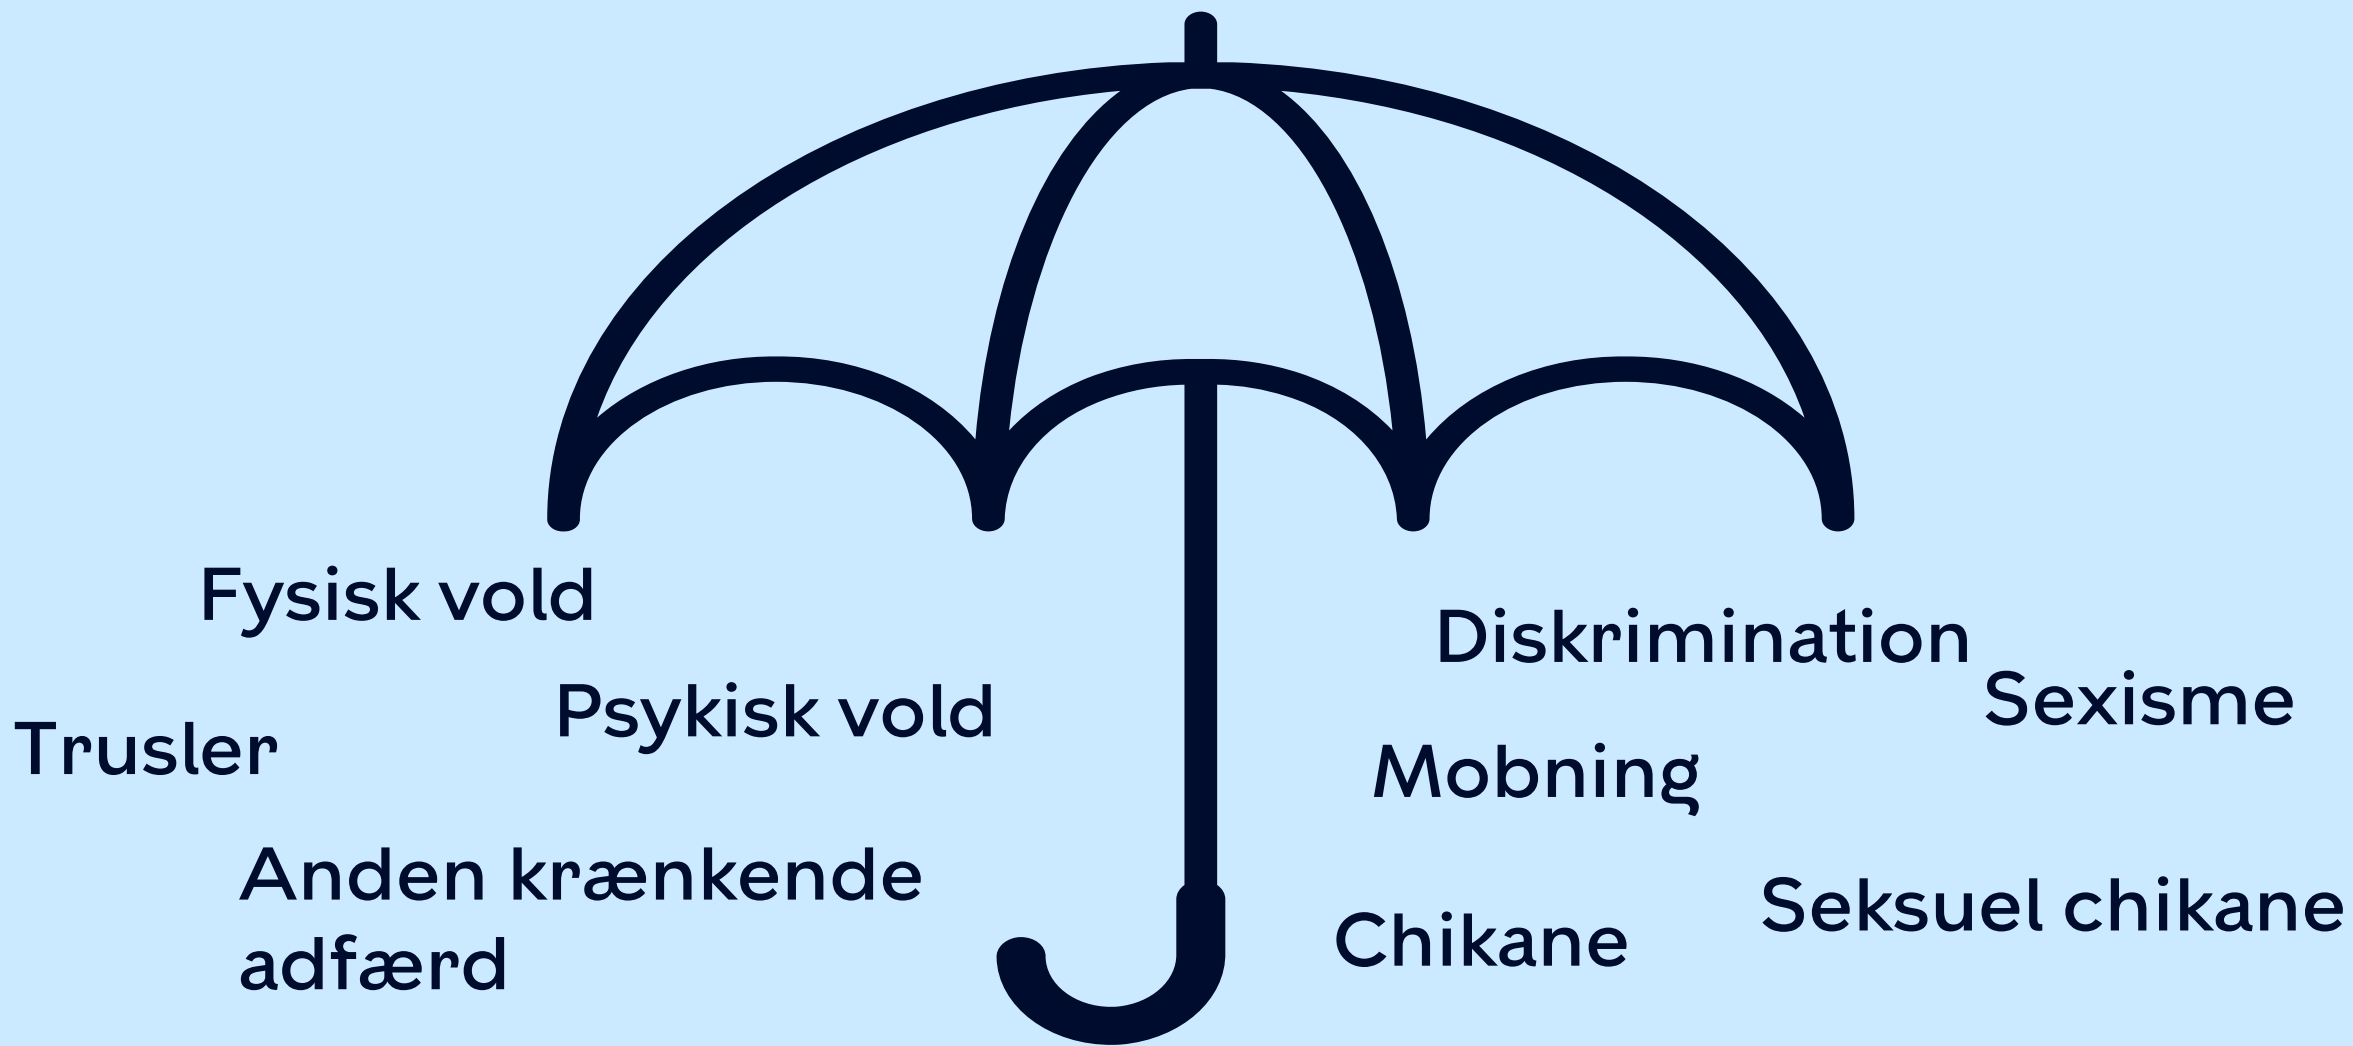 Fysisk vold
Psykisk vold
Trusler
Anden krænkende
adfærd
Diskrimination
Sexisme
Mobning
Seksuel chikane
Chikane